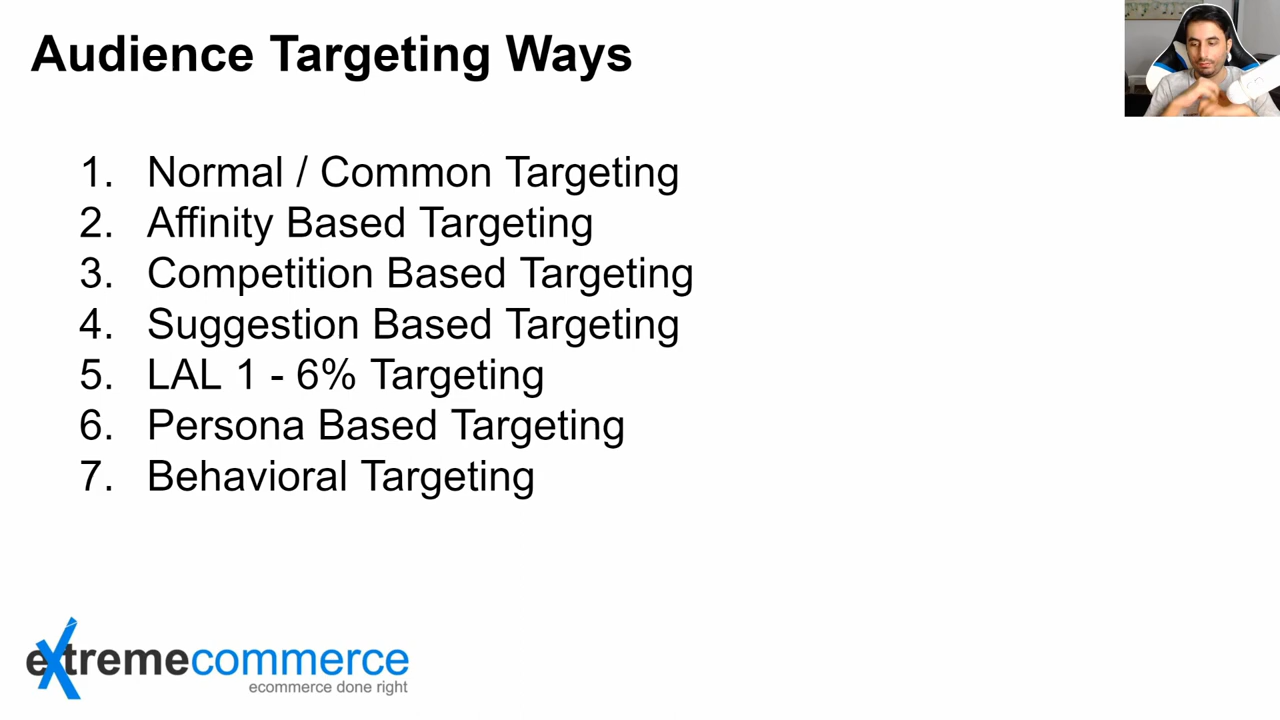 Audience Targeting Ways
1. Normal / Common Targeting
2. Affinity Based Targeting
3. Competition Based Targeting
4. Suggestion Based Targeting
5. LAL 1 - 6% Targeting
6. Persona Based Targeting
7. Behavioral Targeting
extremecommerce
ecommerce done right